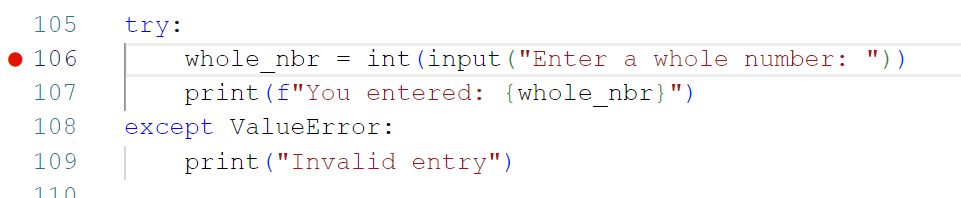 105 try:
106     whole_nbr = int(input("Enter a whole number: "))
107     print(f"You entered: {whole_nbr}")
108 except ValueError:
109     print("Invalid entry")
110